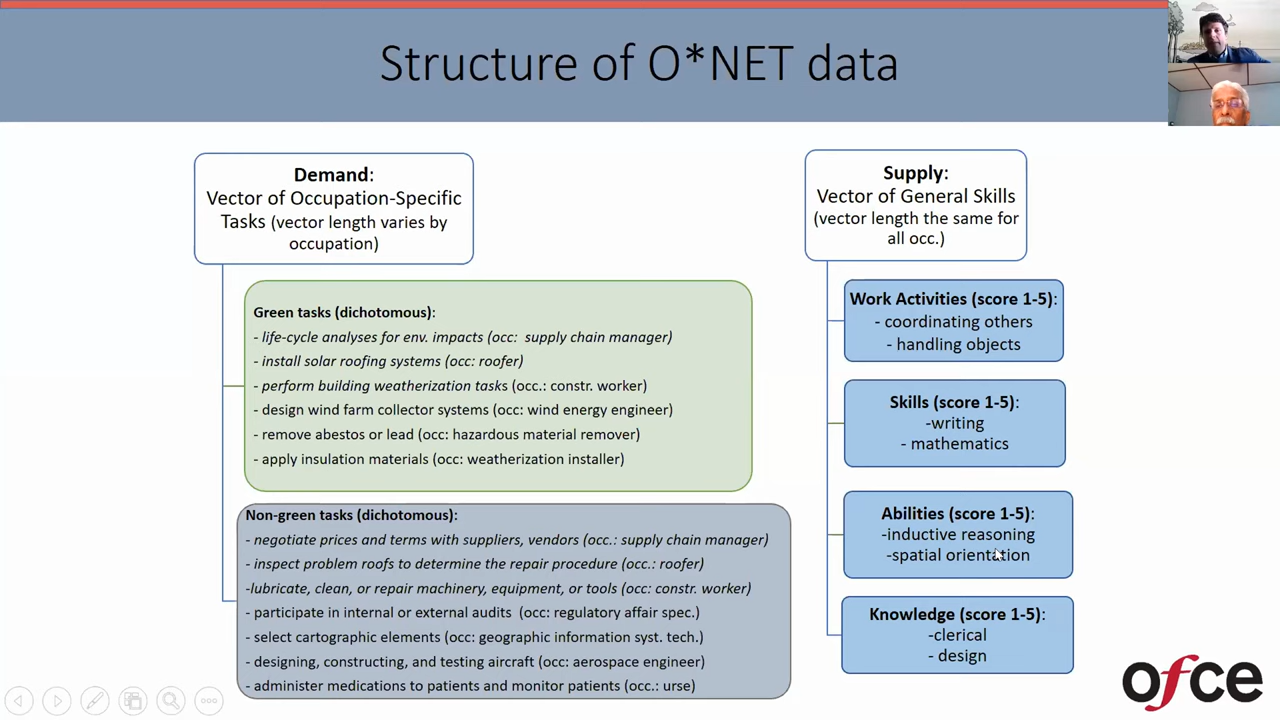 Structure of O*NET data
Demand:
Vector of Occupation-Specific
Tasks (vector length varies by
occupation)
Green tasks (dichotomous):
- life-cycle analyses for env. impacts (occ: supply chain manager)
- install solar roofing systems (occ: roofer)
- perform building weatherization tasks (occ.: constr. worker)
- design wind farm collector systems (occ: wind energy engineer)
- remove abestos or lead (occ: hazardous material remover)
- apply insulation materials (occ: weatherization installer)
Non-green tasks (dichotomous):
- negotiate prices and terms with suppliers, vendors (occ.: supply chain manager)
- inspect problem roofs to determine the repair procedure (occ.: roofer)
-lubricate, clean, or repair machinery, equipment, or tools (occ: constr. worker)
- participate in internal or external audits (occ: regulatory affair spec.)
- select cartographic elements (occ: geographic information syst. tech.)
- designing, constructing, and testing aircraft (occ: aerospace engineer)
- administer medications to patients and monitor patients (occ.: urse)
Supply:
Vector of General Skills
(vector length the same for
all occ.)
Work Activities (score 1-5):
- coordinating others
- handling objects
Skills (score 1-5):
-writing
- mathematics
Abilities (score 1-5):
-inductive reasoning
-spatial orientation
Knowledge (score 1-5):
-clerical
- design
ofce